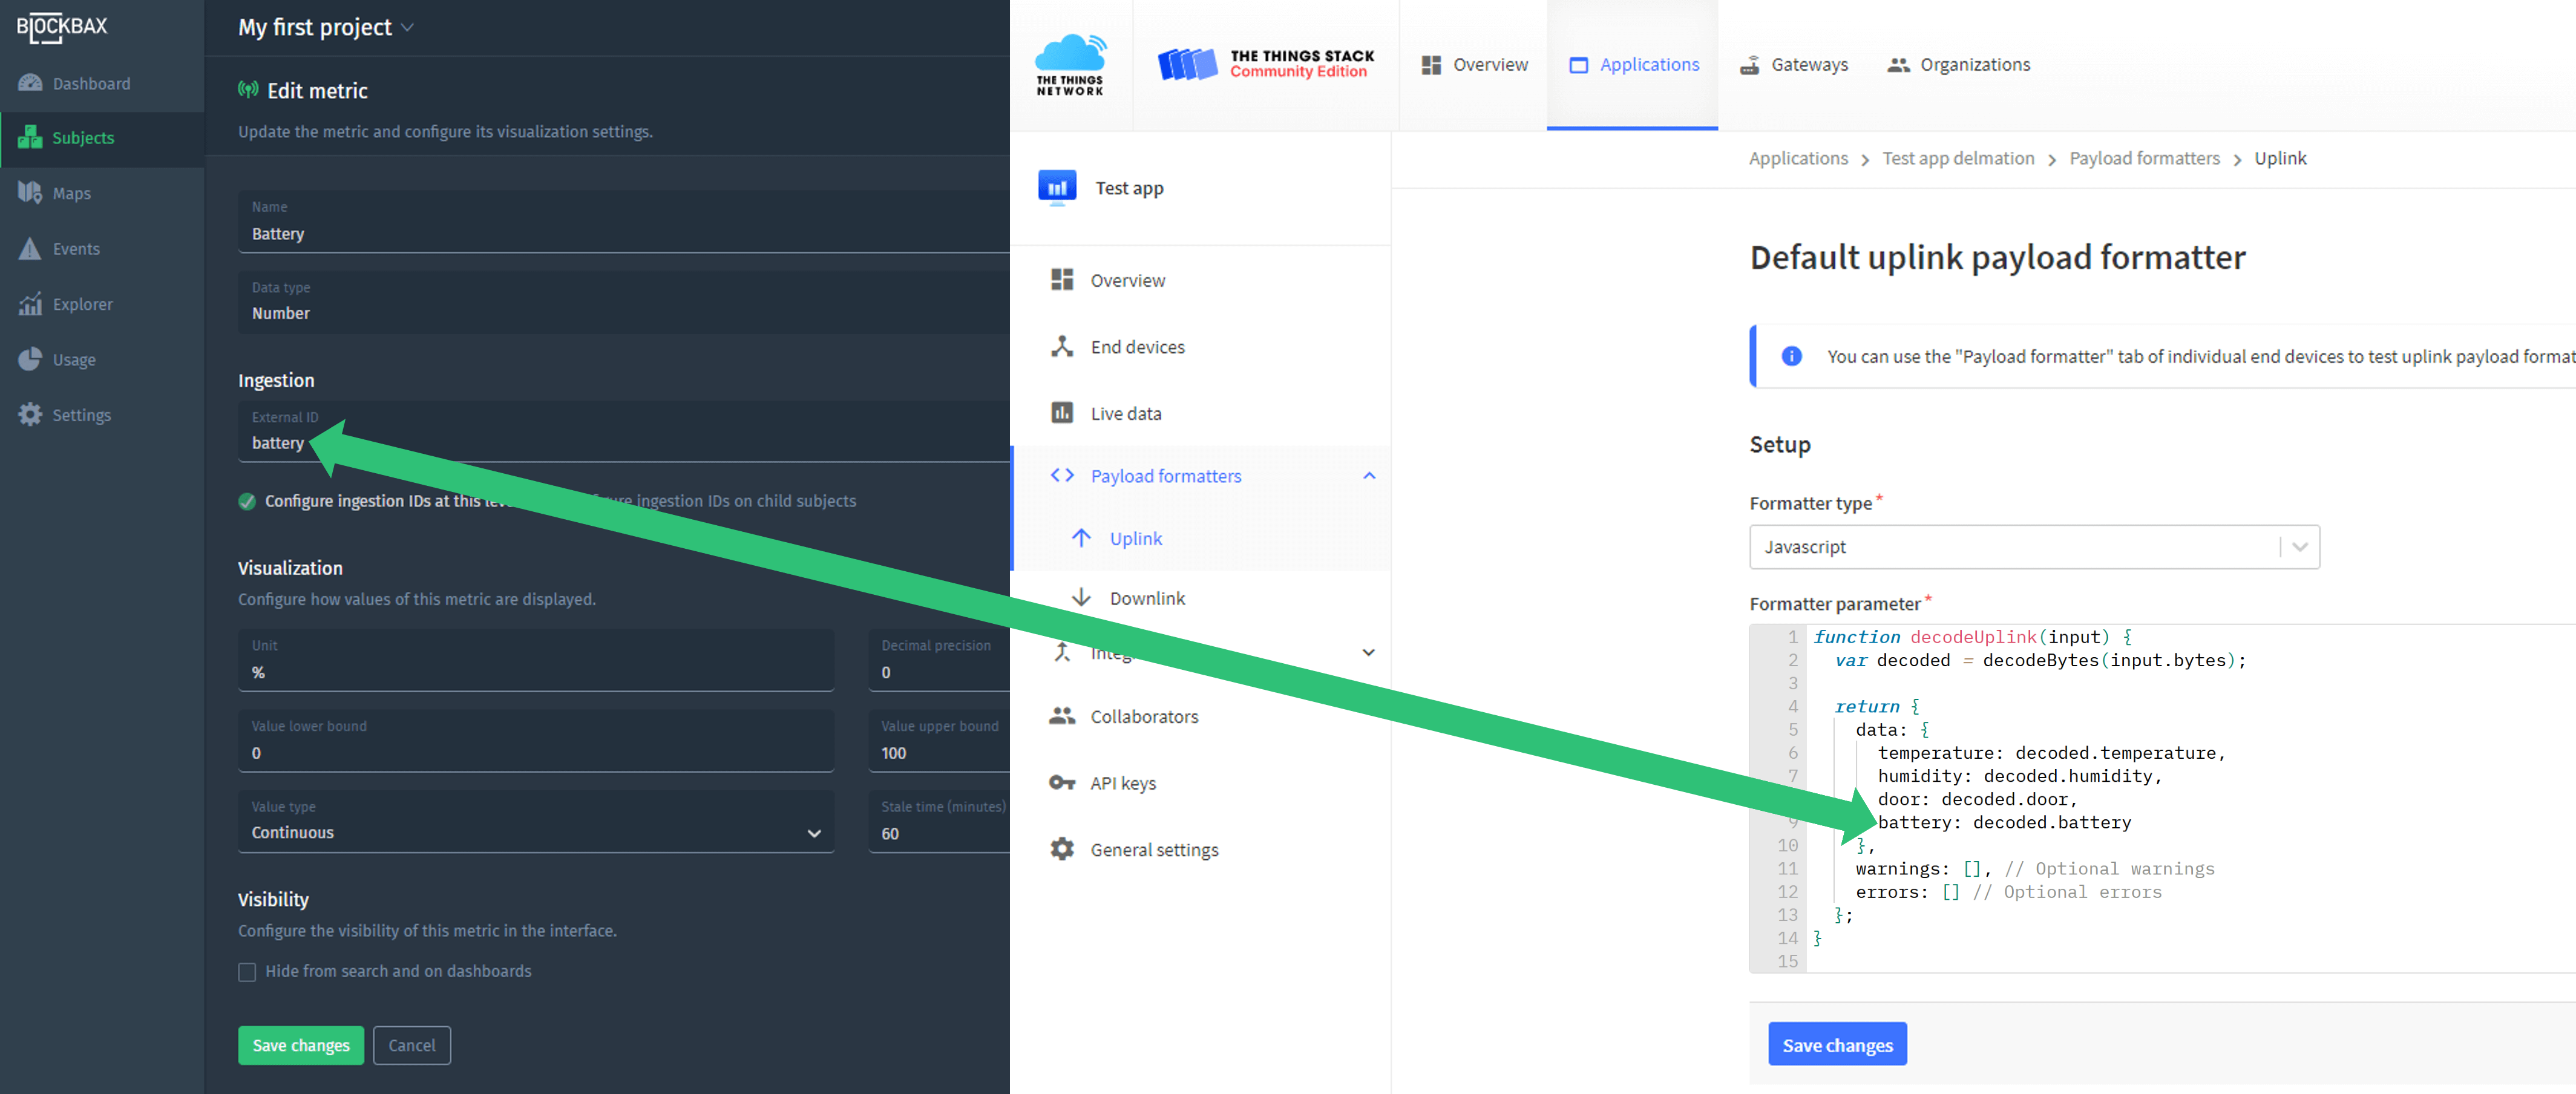 BLOCKBAX
Dashboard
Subjects
Maps
Events
Explorer
Usage
Settings
My first project
Edit metric
Update the metric and configure its visualization settings.
Name
Battery
Data type
Number
Ingestion
External ID
battery
Configure ingestion IDs at this
ingestion IDs on child subjects
Visualization
Configure how values of this metric are displayed.
Unit
%
Decimal precision
0
Value lower bound
0
Value upper bound
100
Value type
Continuous
Stale time (minutes)
60
Visibility
Configure the visibility of this metric in the interface.
Hide from search and on dashboards
Save changes
Cancel
THE THINGS
NETWORK
THE THINGS STACK
Community Edition
Overview
Applications
Gateways
Organizations
Test app
Overview
End devices
Live data
Payload formatters
Uplink
Downlink
Collaborators
API keys
General settings
Applications > Test app delmation > Payload formatters > Uplink
Default uplink payload formatter
You can use the "Payload formatter" tab of individual end devices to test uplink payload
Setup
Formatter type *
Javascript
Formatter parameter *
1 function decodeUplink(input) {
2 var decoded = decodeBytes(input.bytes);
3
4 return {
5 data: {
6 temperature: decoded.temperature,
7 humidity: decoded.humidity,
door: decoded.door,
9 battery: decoded.battery
10 },
11 warnings: [], // Optional warnings
12 errors: [] // Optional errors
13 };
14 }
15
Save changes